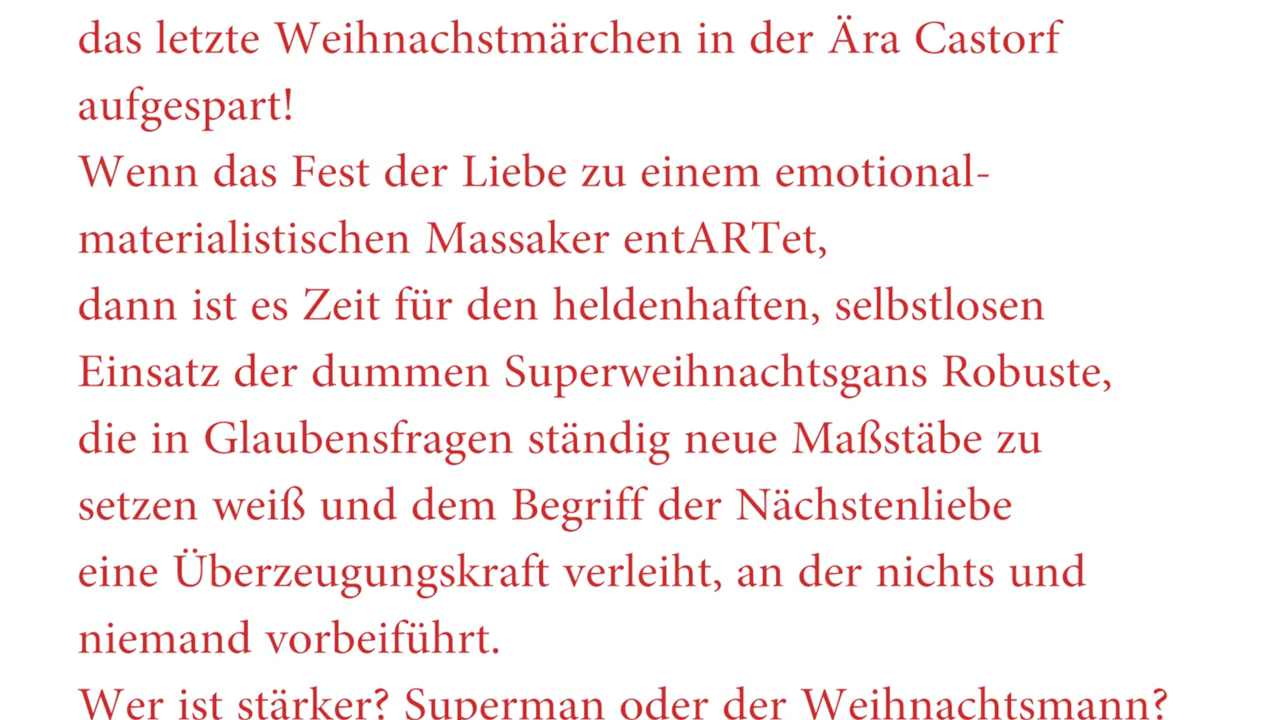 das letzte Weihnachstmärchen in der Ära Castorf
aufgespart!
Wenn das Fest der Liebe zu einem emotional-
materialistischen Massaker entARTet,
dann ist es Zeit für den heldenhaften, selbstlosen
Einsatz der dummen Superweihnachtsgans Robuste,
die in Glaubensfragen ständig neue Maßstäbe zu
setzen weiß und dem Begriff der Nächstenliebe
eine Überzeugungskraft verleiht, an der nichts und
niemand vorbeiführt.
Wer ist stärker? Superman oder der Weihnachtsmann?